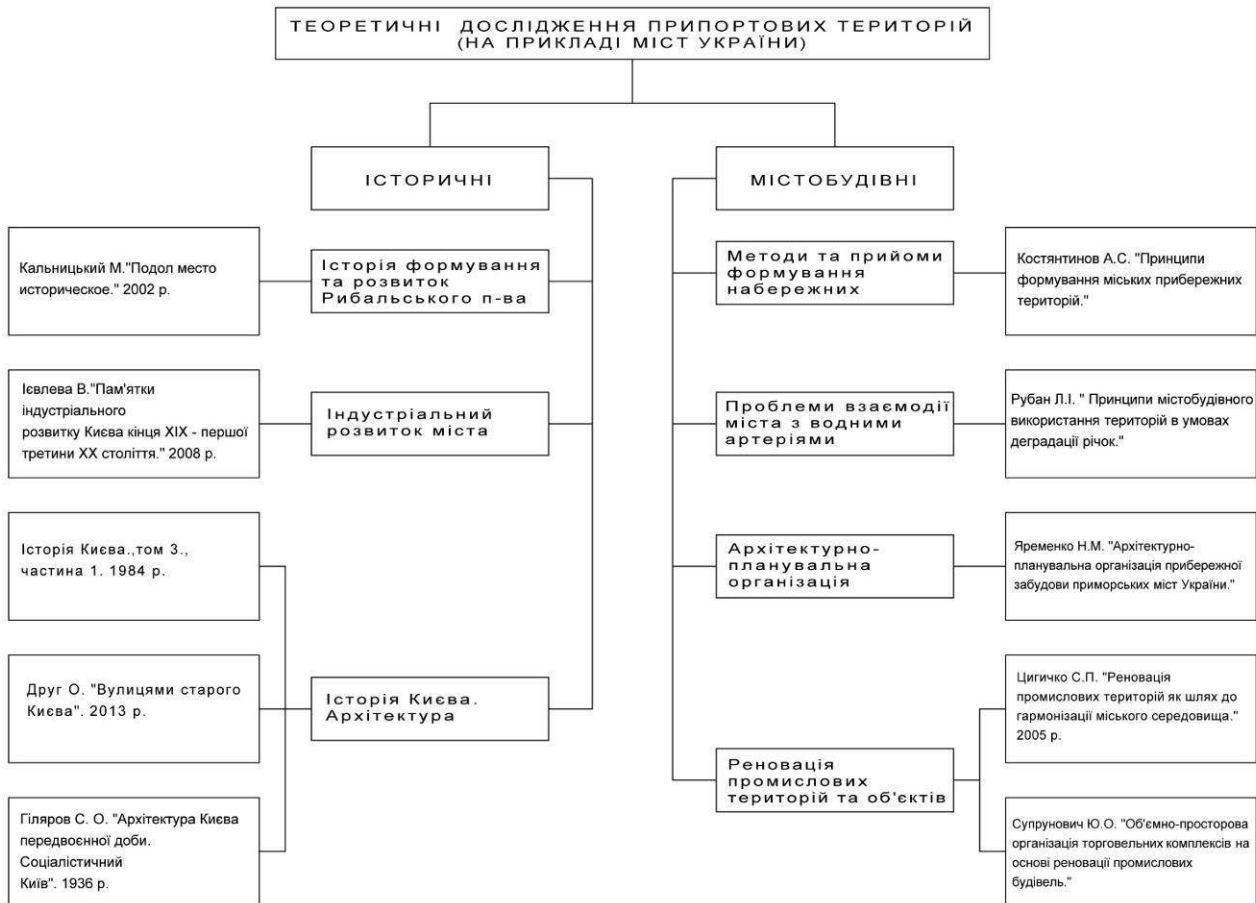 ТЕОРЕТИЧНІ ДОСЛІДЖЕННЯ ПРИПОРТОВИХ ТЕРИТОРІЙ
(НА ПРИКЛАДІ МІСТ УКРАЇНИ)
ІСТОРИЧНІ
Кальницький М."Подол место
историческое." 2002 р.
Історія формування
та розвиток
Рибальського п-ва
Ієвлева В."Пам'ятки
індустріального
розвитку Києва кінця XIX - першої
третини XX століття." 2008 р.
Індустріальний
розвиток міста
Історія Києва.,том 3.,
частина 1. 1984 р.
Друг О. "Вулицями старого
Києва". 2013 р.
Гіляров С. О. "Архітектура Києва
передвоєнної доби.
Соціалістичний
Київ". 1936 р.
Історія Києва.
Архітектура
МІСТОБУДІВНІ
Методи та прийоми
формування
набережних
Костянтинов А.С. "Принципи
формування міських прибережних
територій."
Проблеми взаємодії
міста з водними
артеріями
Рубан Л.І. " Принципи містобудівного
використання територій в умовах
деградації річок."
Архітектурно-
планувальна
організація
Яременко Н.М. "Архітектурно-
планувальна організація прибережної
забудови приморських міст України."
Реновація
промислових
територій та об'єктів
Цигичко С.П. "Реновація
промислових територій як шлях до
гармонізації міського середовища."
2005 р.
Супрунович Ю.О. "Об'ємно-просторова
організація торговельних комплексів на
основі реновації промислових
будівель."